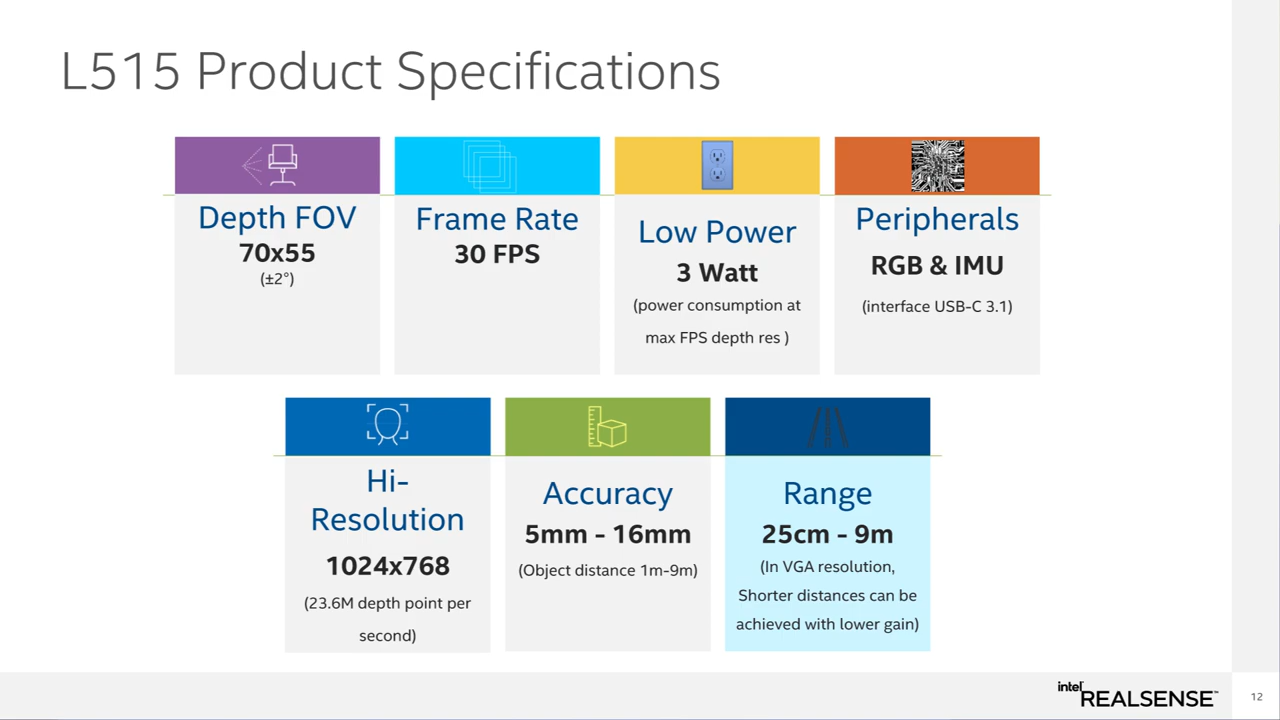 L515 Product Specifications
Depth FOV
70x55
(±2°)
Frame Rate
30 FPS
Low Power
3 Watt
(power consumption at
max FPS depth res )
Peripherals
RGB & IMU
(interface USB-C 3.1)
Hi-
Resolution
1024x768
(23.6M depth point per
second)
Accuracy
5mm - 16mm
(Object distance 1m-9m)
Range
25cm - 9m
(In VGA resolution,
Shorter distances can be
achieved with lower gain)
intel
REALSENSE™
12